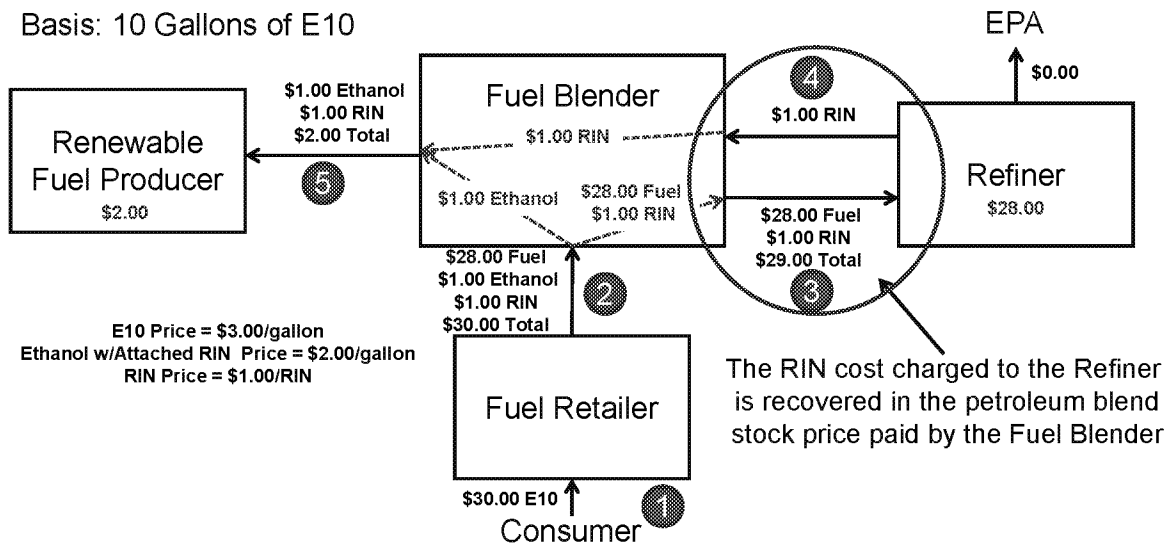 Basis: 10 Gallons of E10
EPA
$0.00
$1.00 Ethanol
$1.00 RIN
$2.00 Total
5
Renewable
Fuel Producer
$2.00
Fuel Blender
$1.00 RIN
$1.00 Ethanol
$28.00 Fuel
$1.00 RIN
4
$1.00 RIN
$28.00 Fuel
$1.00 RIN
$29.00 Total
3
Refiner
$28.00
$28.00 Fuel
$1.00 Ethanol
$1.00 RIN
$30.00 Total
2
E10 Price = $3.00/gallon
Ethanol w/Attached RIN Price = $2.00/gallon
RIN Price = $1.00/RIN
Fuel Retailer
The RIN cost charged to the Refiner
is recovered in the petroleum blend
stock price paid by the Fuel Blender
$30.00 E10
1
Consumer